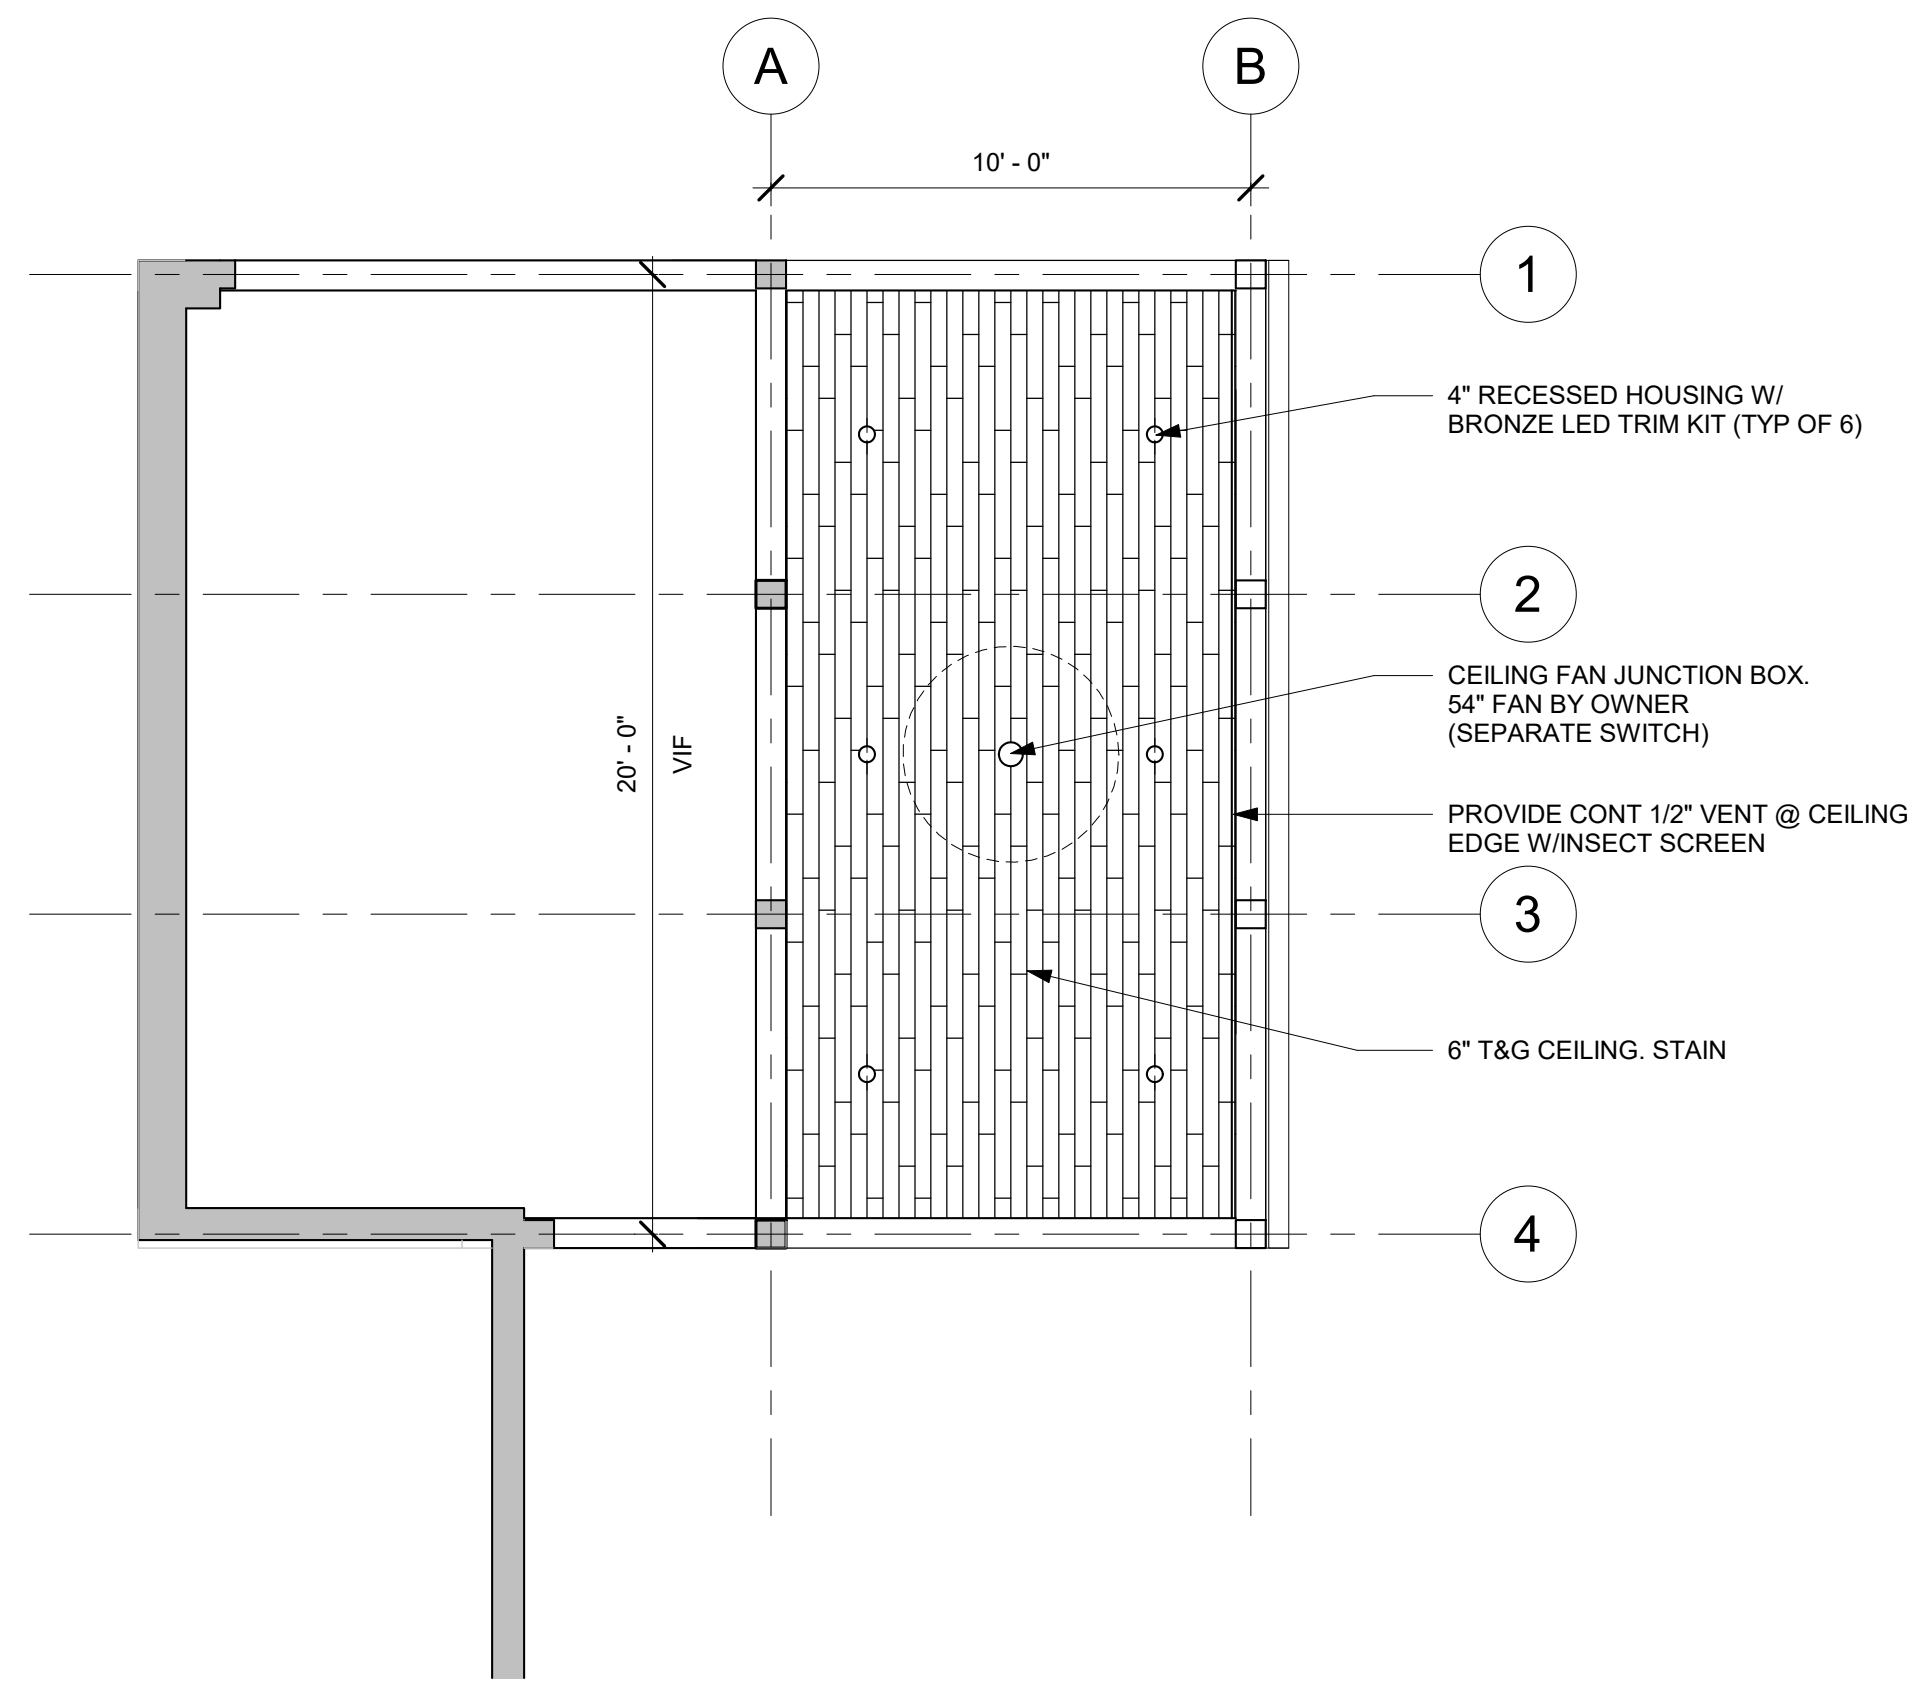 A
B
10' - 0"
1
4" RECESSED HOUSING W/
BRONZE LED TRIM KIT (TYP OF 6)
2
CEILING FAN JUNCTION BOX.
54" FAN BY OWNER
(SEPARATE SWITCH)
20' - 0"
VIF
PROVIDE CONT 1/2" VENT @ CEILING
EDGE W/INSECT SCREEN
3
6" T&G CEILING. STAIN
4